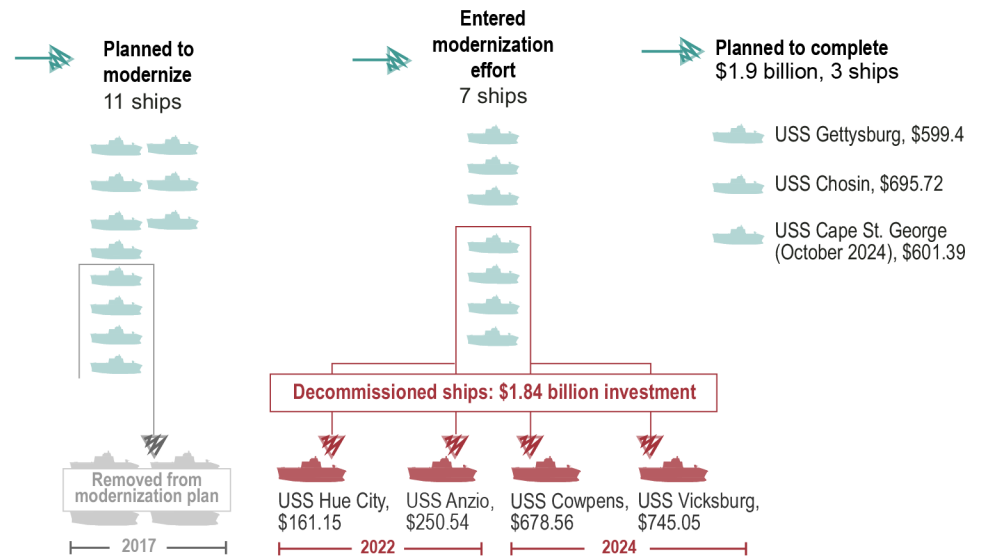 Planned to
modernize
11 ships
Entered
modernization
effort
7 ships
Planned to complete
$1.9 billion, 3 ships
USS Gettysburg, $599.4
USS Chosin, $695.72
USS Cape St. George
(October 2024), $601.39
Decommissioned ships: $1.84 billion investment
Removed from
modernization plan
2017
USS Hue City,
$161.15
USS Anzio,
$250.54
USS Cowpens,
$678.56
USS Vicksburg,
$745.05
2022
2024